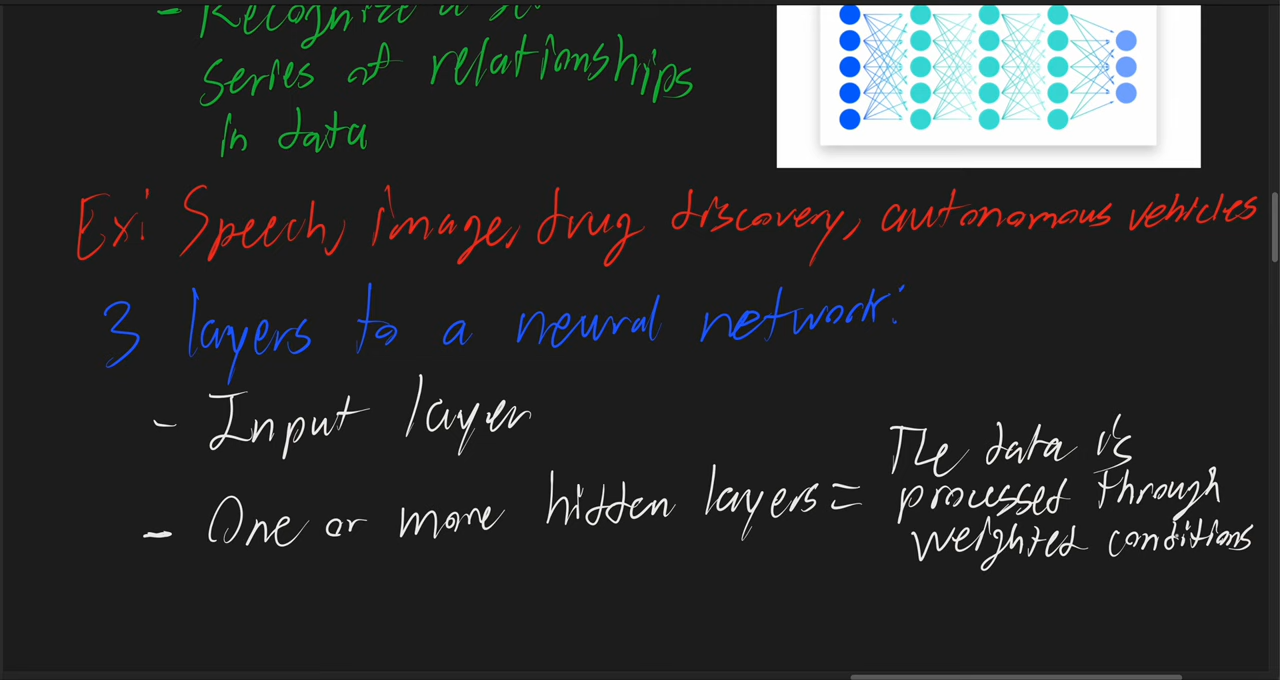 - Recognize a
series of relationships
in data
Ex: Speech, image, drug discovery, autonomous vehicles
3 layers to a neural network:
- Input layer
- One or more hidden layers = The data is
processed through
weighted conditions